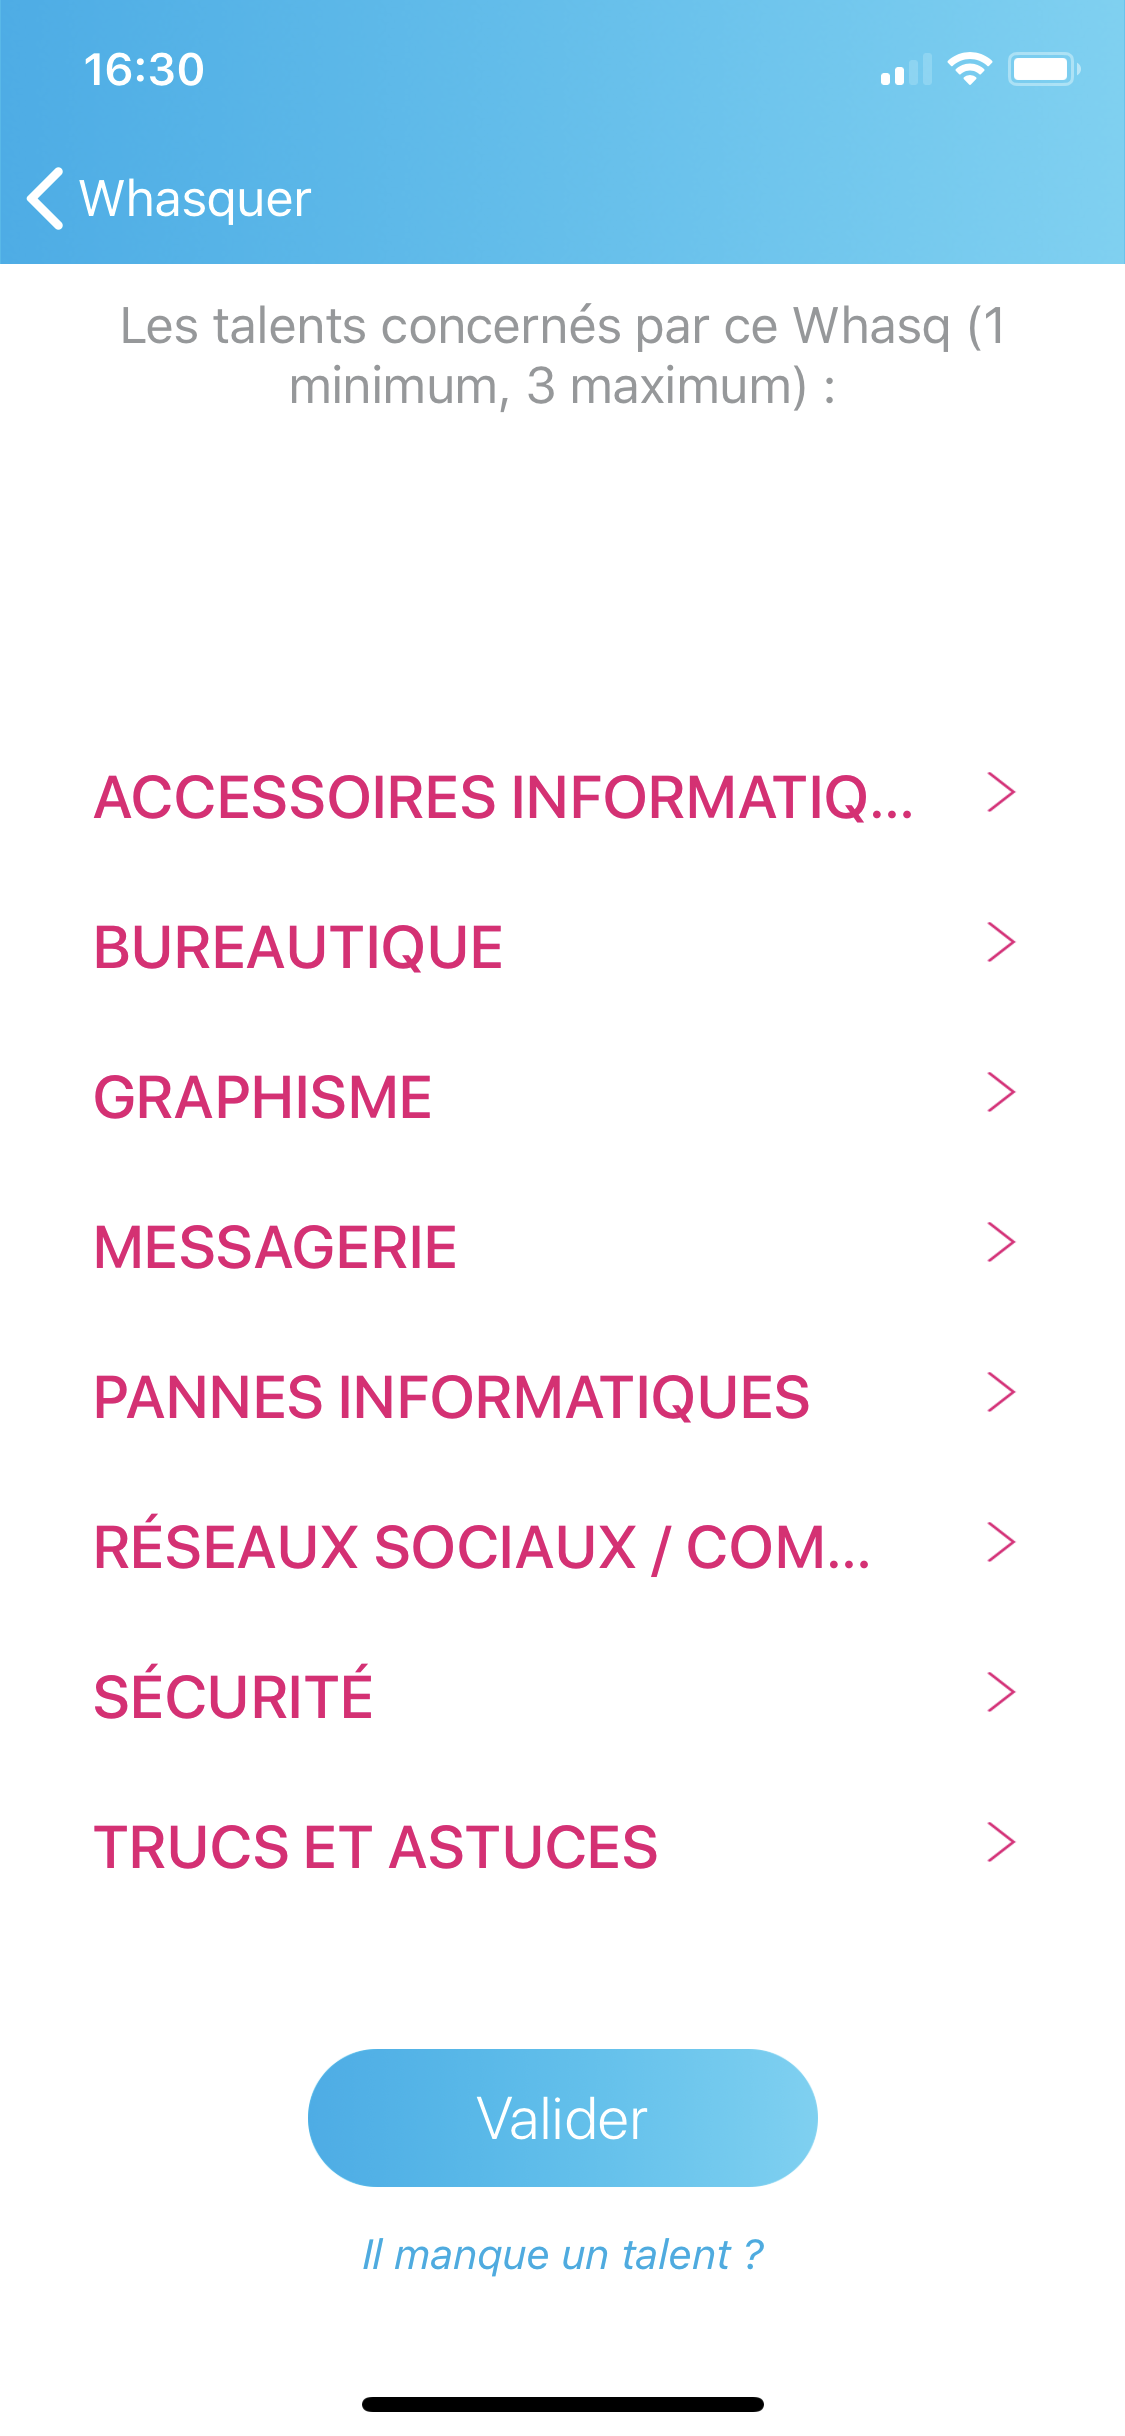 16:30
Whasquer
Les talents concernés par ce Whasq (1
minimum, 3 maximum) :
ACCESSOIRES INFORMATIQ...
BUREAUTIQUE
GRAPHISME
MESSAGERIE
PANNES INFORMATIQUES
RÉSEAUX SOCIAUX / COM...
SÉCURITÉ
TRUCS ET ASTUCES
Valider
Il manque un talent ?